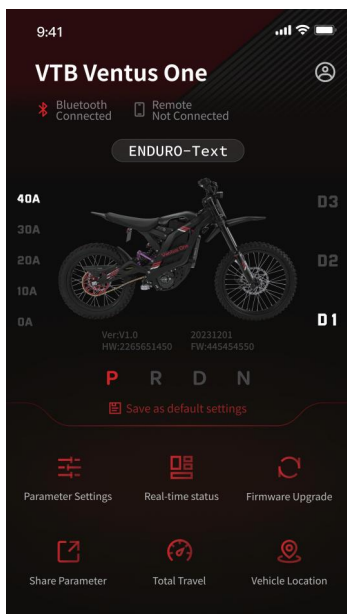 9:41
VTB Ventus One
Bluetooth
Connected
Remote
Not Connected
ENDURO-Text
40A
30A
20A
10A
0A
D3
D2
D1
Ver:V1.0 20231201
HW:2265651450 FW:445454550
P R D N
Save as default settings
Parameter Settings Real-time status Firmware Upgrade
Share Parameter Total Travel Vehicle Location